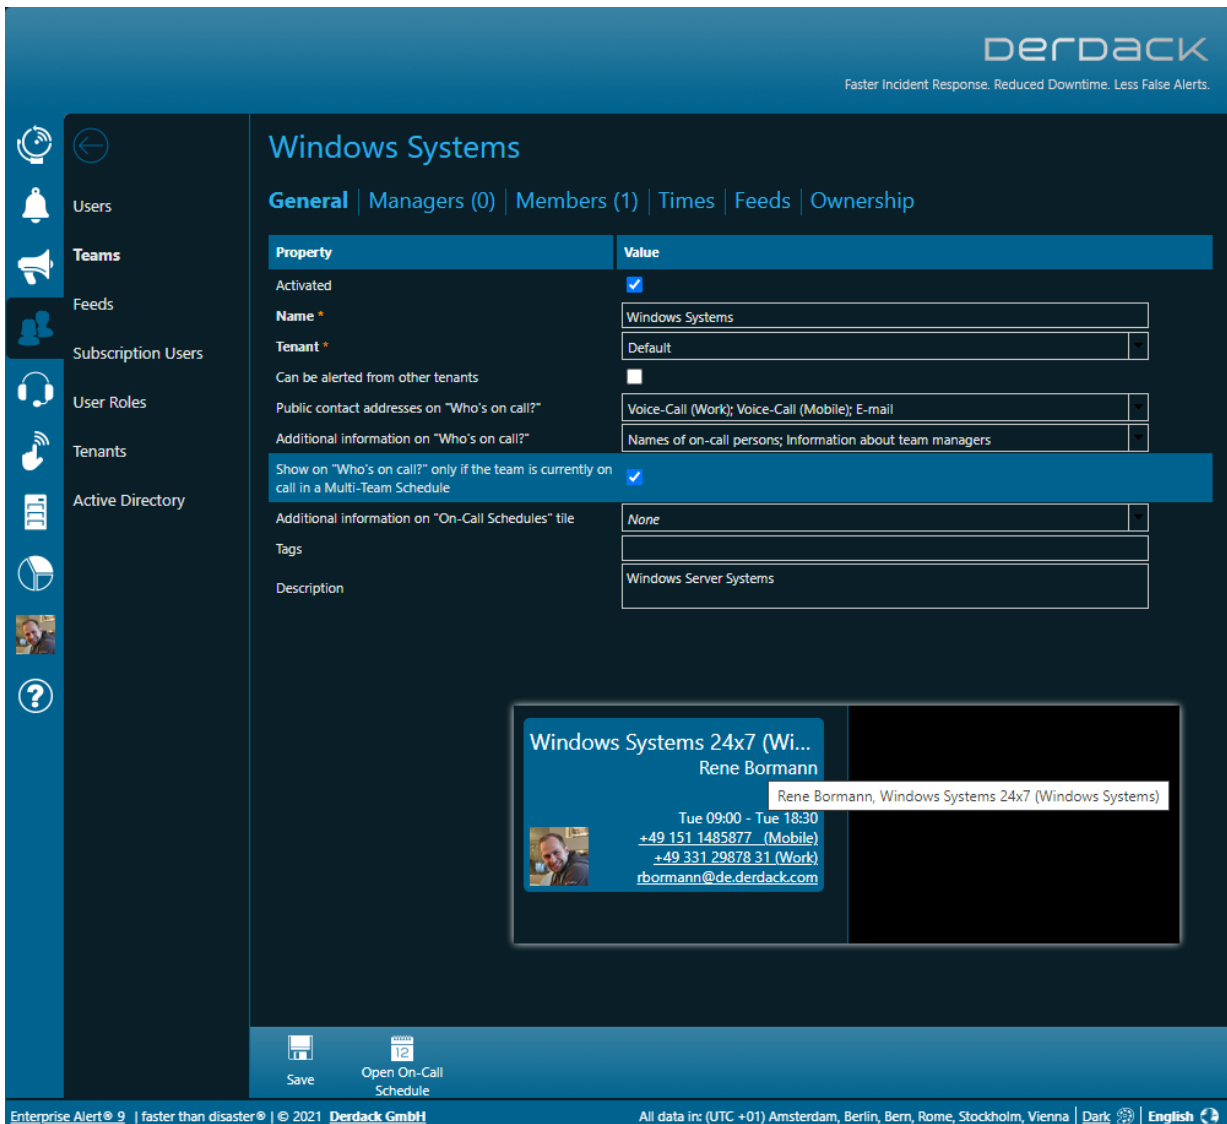 DERDACK
Faster Incident Response. Reduced Downtime. Less False Alerts.
Windows Systems
General | Managers (0) | Members (1) | Times | Feeds | Ownership
Users
Teams
Feeds
Subscription Users
User Roles
Tenants
Active Directory
Property Value
Activated
Name * Windows Systems
Tenant * Default
Can be alerted from other tenants
Public contact addresses on "Who's on call?" Voice-Call (Work); Voice-Call (Mobile); E-mail
Additional information on "Who's on call?" Names of on-call persons; Information about team managers
Show on "Who's on call?" only if the team is currently on
call in a Multi-Team Schedule
Additional information on "On-Call Schedules" tile None
Tags
Description Windows Server Systems
Windows Systems 24x7 (Wi...
Rene Bormann
Rene Bormann, Windows Systems 24x7 (Windows Systems)
Tue 09:00 - Tue 18:30
+49 151 1485877 (Mobile)
+49 331 29878 31 (Work)
rbormann@de.derdack.com
12
Save
Open On-Call
Schedule
Enterprise Alert® 9 | faster than disaster® | © 2021 Derdack GmbH
All data in: (UTC +01) Amsterdam, Berlin, Bern, Rome, Stockholm, Vienna | Dark | English